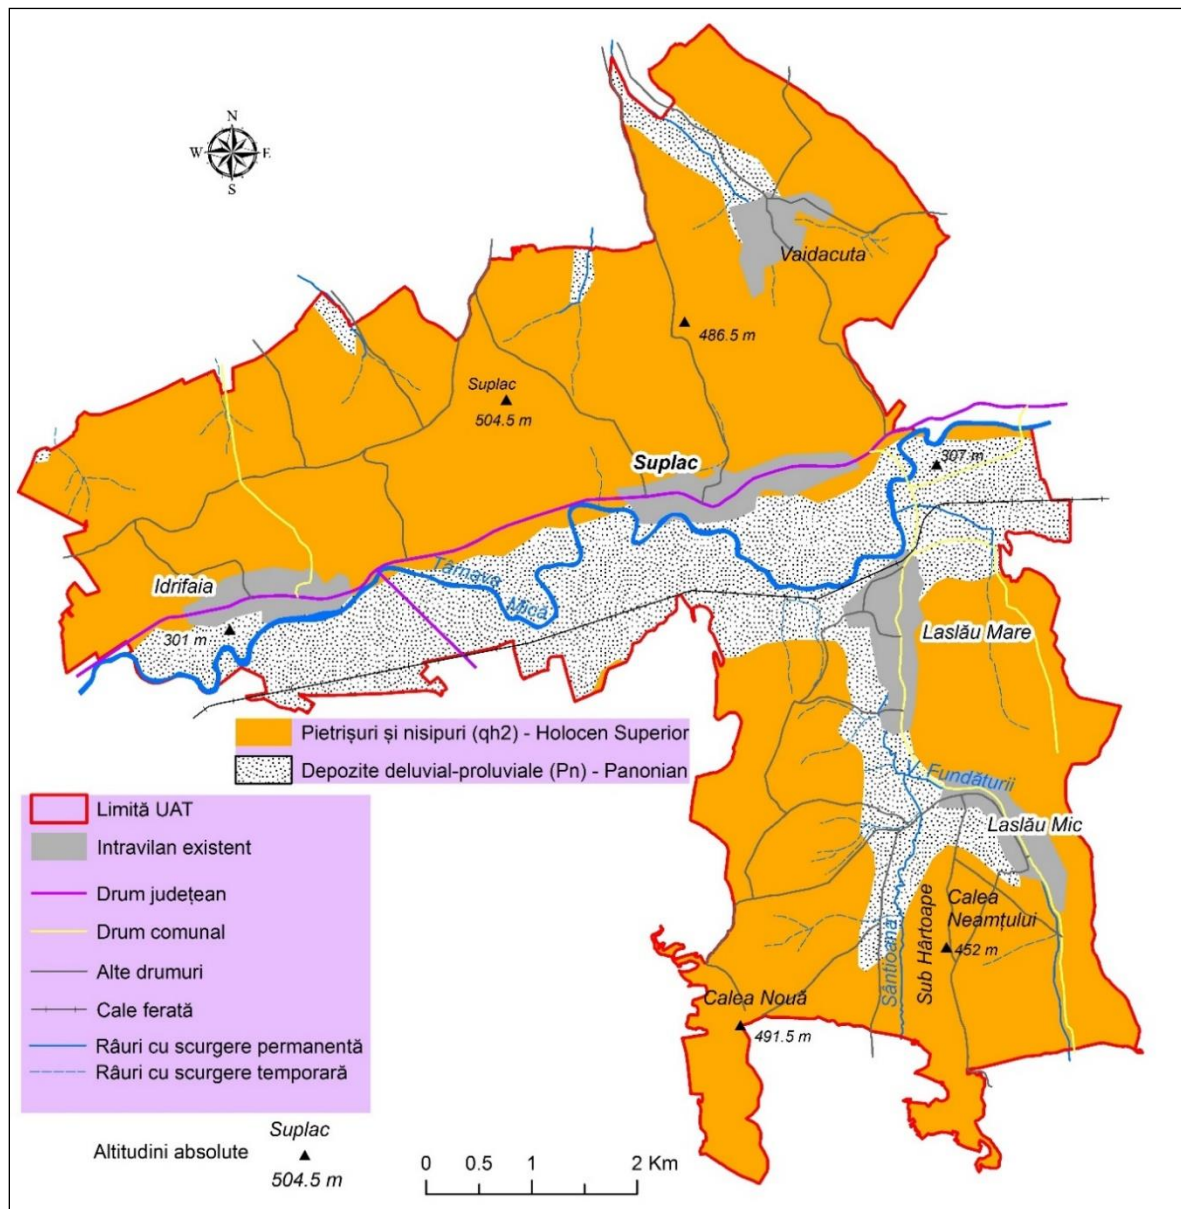 N
W E
S
Vaidacuta
486.5 m
Suplac
504.5 m
Suplac
307 m
Târnava
Mică
Idrifaia
301 m
Laslău Mare
Pietrișuri și nisipuri (qh2) - Holocen Superior
Depozite deluvial-proluviale (Pn) - Panonian
V. Fundăturii
Laslău Mic
Limită UAT
Intravilan existent
Drum județean
Drum comunal
Alte drumuri
Cale ferată
Râuri cu scurgere permanentă
Râuri cu scurgere temporară
Sântioana
Sub Hârtoape
Calea
Neamțului
452 m
Calea Nouă
491.5 m
Altitudini absolute
Suplac
504.5 m
0 0.5 1 2 Km